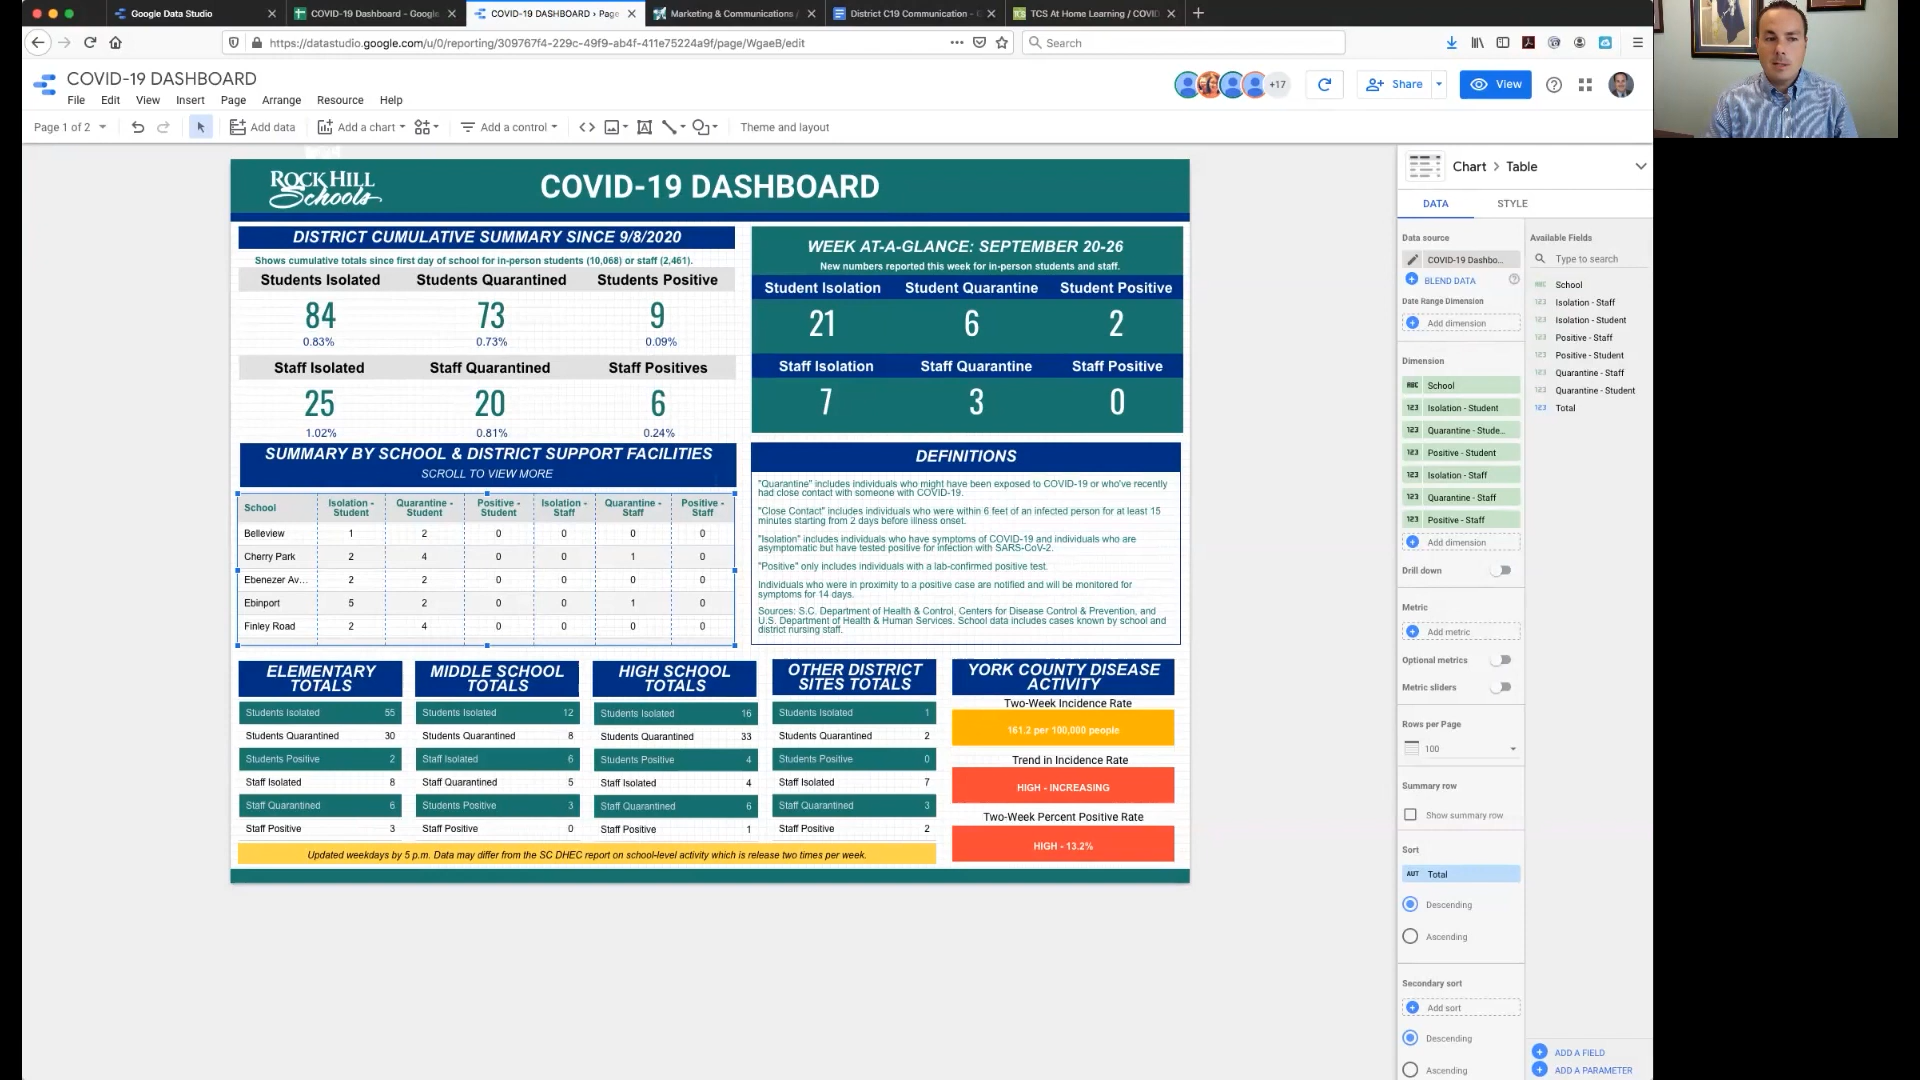 Google Data Studio
COVID-19 Dashboard - Google
COVID-19 DASHBOARD › Page
Marketing & Communications /
District C19 Communication -
TCS At Home Learning / COVID
https://datastudio.google.com/u/0/reporting/309767f4-229c-49f9-ab4f-411e75224a9f/page/WgaeB/edit
Search
COVID-19 DASHBOARD
File Edit View Insert Page Arrange Resource Help
+17
Share
View
Page 1 of 2
Add data
Add a chart
Add a control
Theme and layout
ROCK HILL
Schools
COVID-19 DASHBOARD
DISTRICT CUMULATIVE SUMMARY SINCE 9/8/2020
Shows cumulative totals since first day of school for in-person students (10,068) or staff (2,461).
Students Isolated Students Quarantined Students Positive
84 73 9
0.83% 0.73% 0.09%
Staff Isolated Staff Quarantined Staff Positives
25 20 6
1.02% 0.81% 0.24%
WEEK AT-A-GLANCE: SEPTEMBER 20-26
New numbers reported this week for in-person students and staff.
Student Isolation Student Quarantine Student Positive
21 6 2
Staff Isolation Staff Quarantine Staff Positive
7 3 0
SUMMARY BY SCHOOL & DISTRICT SUPPORT FACILITIES
SCROLL TO VIEW MORE
School Isolation - Student Quarantine - Student Positive - Student Isolation - Staff Quarantine - Staff Positive - Staff
Belleview 1 2 0 0 0 0
Cherry Park 2 4 0 0 1 0
Ebenezer Av... 2 2 0 0 0 0
Ebinport 5 2 0 0 1 0
Finley Road 2 4 0 0 0 0
DEFINITIONS
"Quarantine" includes individuals who might have been exposed to COVID-19 or who've recently
had close contact with someone with COVID-19.
"Close Contact" includes individuals who were within 6 feet of an infected person for at least 15
minutes starting from 2 days before illness onset.
"Isolation" includes individuals who have symptoms of COVID-19 and individuals who are
asymptomatic but have tested positive for infection with SARS-CoV-2.
"Positive" only includes individuals with a lab-confirmed positive test.
Individuals who were in proximity to a positive case are notified and will be monitored for
symptoms for 14 days.
Sources: S.C. Department of Health & Control, Centers for Disease Control & Prevention, and
U.S. Department of Health & Human Services. School data includes cases known by school and
district nursing staff.
ELEMENTARY
TOTALS
Students Isolated 55
Students Quarantined 30
Students Positive 2
Staff Isolated 8
Staff Quarantined 6
Staff Positive 3
MIDDLE SCHOOL
TOTALS
Students Isolated 12
Students Quarantined 8
Staff Isolated 6
Staff Quarantined 5
Students Positive 3
Staff Positive 0
HIGH SCHOOL
TOTALS
Students Isolated 16
Students Quarantined 33
Students Positive 4
Staff Isolated 4
Staff Quarantined 6
Staff Positive 1
OTHER DISTRICT
SITES TOTALS
Students Isolated 1
Students Quarantined 2
Students Positive 0
Staff Isolated 7
Staff Quarantined 3
Staff Positive 2
YORK COUNTY DISEASE
ACTIVITY
Two-Week Incidence Rate
161.2 per 100,000 people
Trend in Incidence Rate
HIGH - INCREASING
Two-Week Percent Positive Rate
HIGH - 13.2%
Updated weekdays by 5 p.m. Data may differ from the SC DHEC report on school-level activity which is release two times per week.
Chart > Table
DATA STYLE
Data source
COVID-19 Dashbo...
BLEND DATA
Date Range Dimension
Add dimension
Dimension
ABC School
123 Isolation - Student
123 Quarantine - Stude...
123 Positive - Student
123 Isolation - Staff
123 Quarantine - Staff
123 Positive - Staff
Add dimension
Drill down
Metric
Add metric
Optional metrics
Metric sliders
Rows per Page
100
Summary row
Show summary row
Sort
AUT Total
Descending
Ascending
Secondary sort
Add sort
Descending
Ascending
Available Fields
Type to search
ABC School
123 Isolation - Staff
123 Isolation - Student
123 Positive - Staff
123 Positive - Student
123 Quarantine - Staff
123 Quarantine - Student
123 Total
ADD A FIELD
ADD A PARAMETER